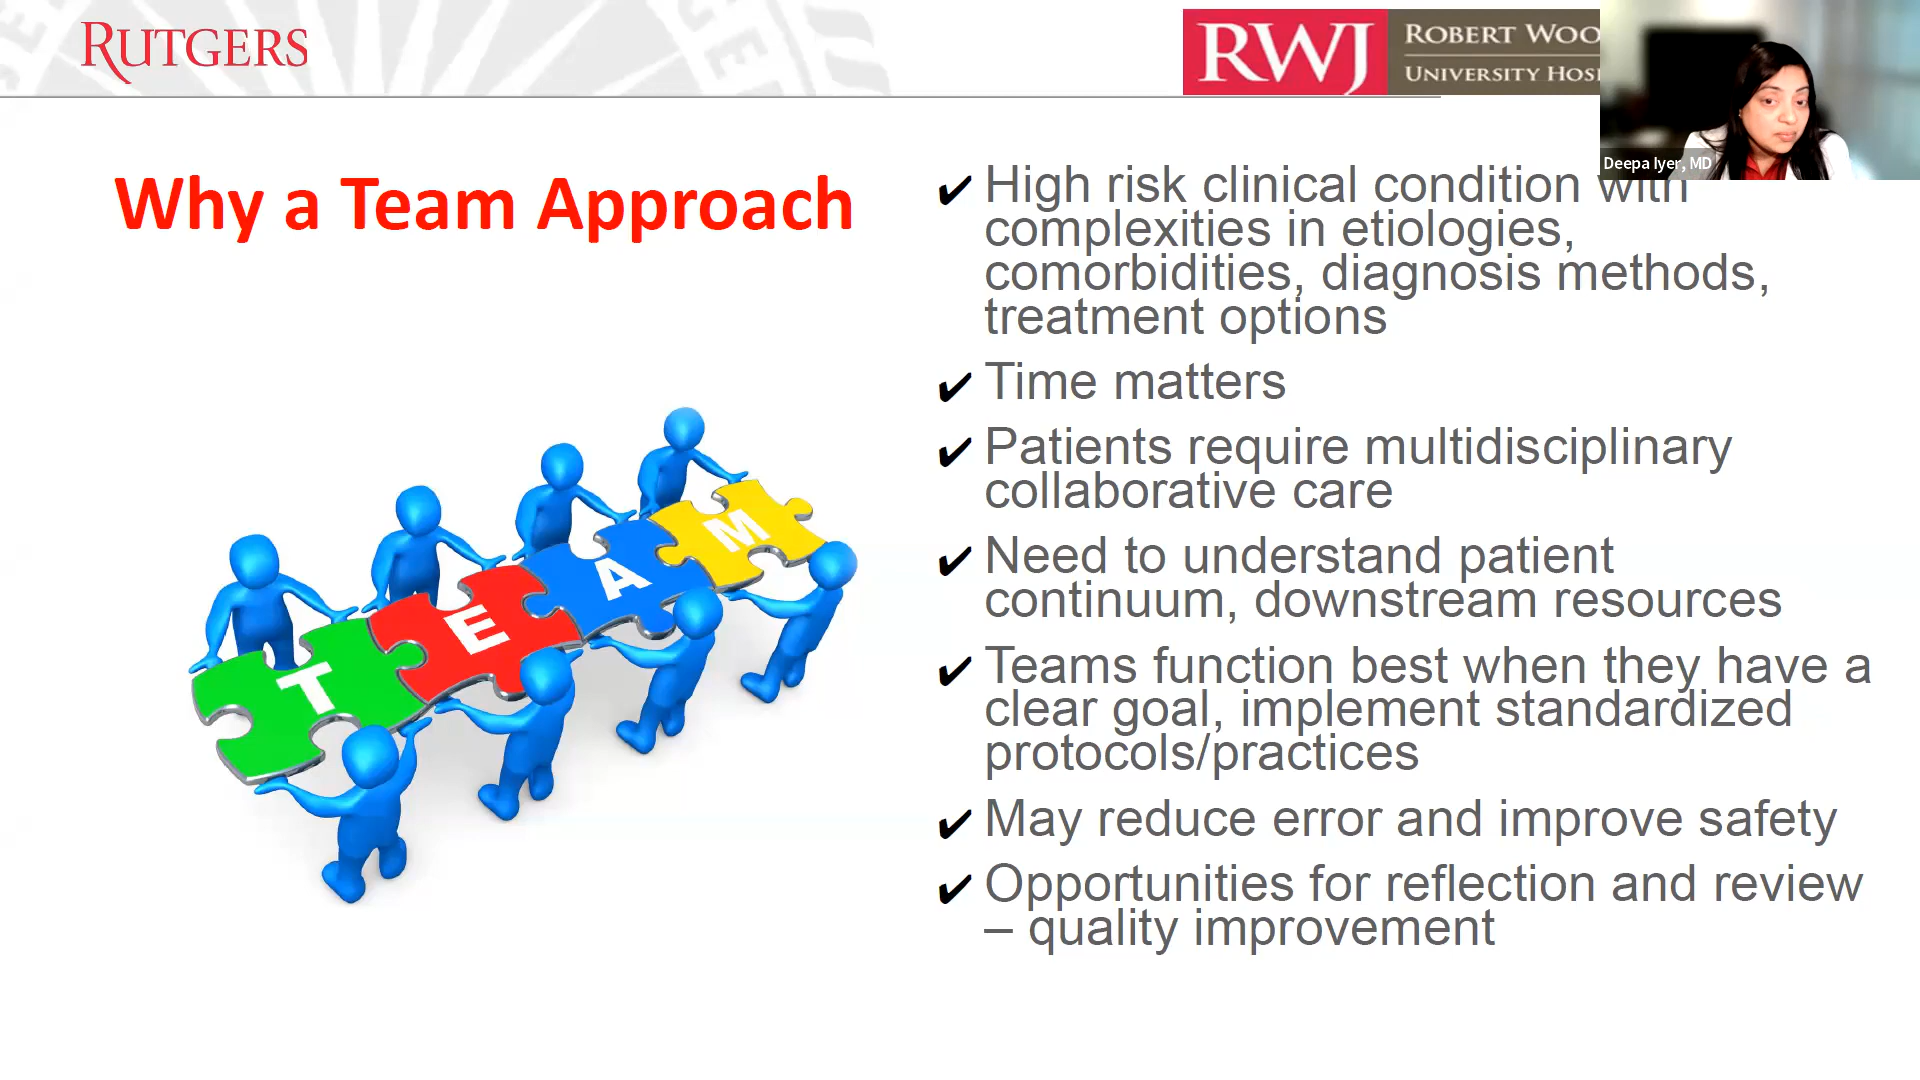 RUTGERS
RWJ
ROBERT WOO
UNIVERSITY HOS
Deepa Iyer, MD
Why a Team Approach
✔ High risk clinical condition with
complexities in etiologies,
comorbidities, diagnosis methods,
treatment options
✔ Time matters
✔ Patients require multidisciplinary
collaborative care
✔ Need to understand patient
continuum, downstream resources
✔ Teams function best when they have a
clear goal, implement standardized
protocols/practices
✔ May reduce error and improve safety
✔ Opportunities for reflection and review
– quality improvement
T E A M